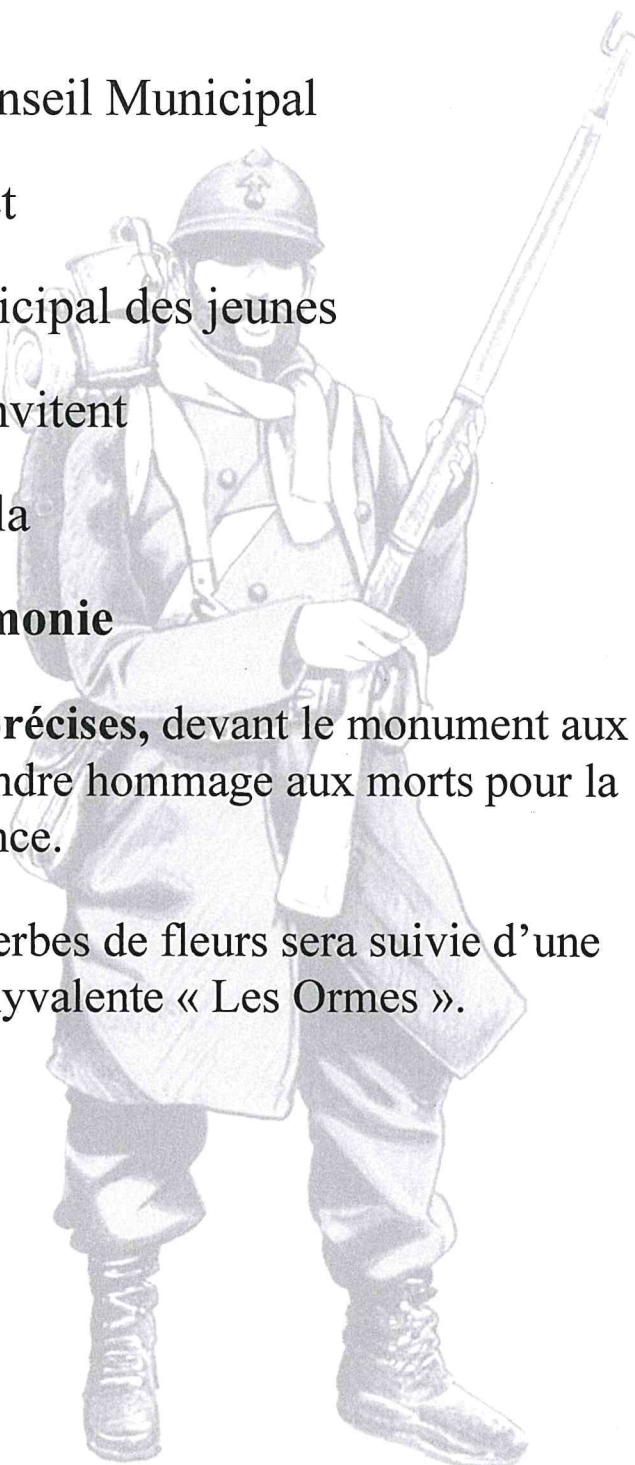 nseil Municipal
t
icipal des jeunes
nvitent
la
monie
récises, devant le monument aux
ndre hommage aux morts pour la
nce.
erbes de fleurs sera suivie d’une
lyvalente « Les Ormes ».